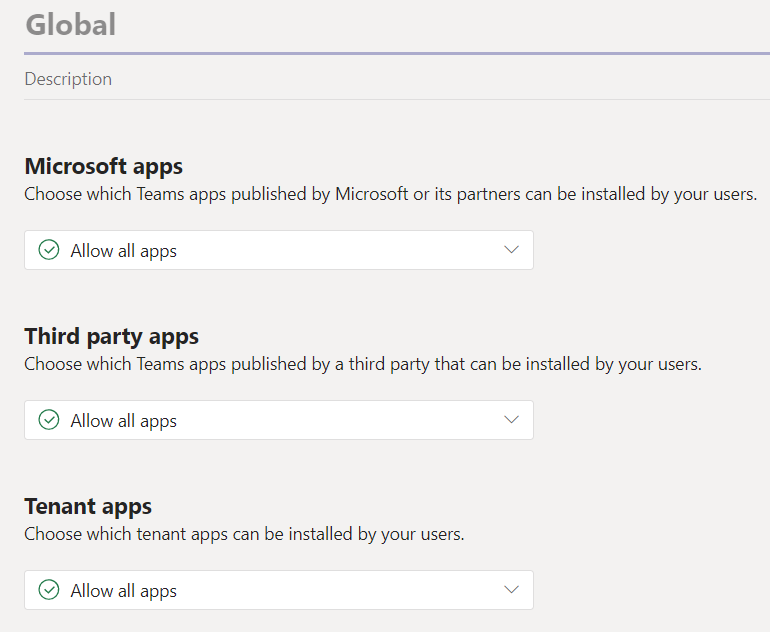 Global
Description
Microsoft apps
Choose which Teams apps published by Microsoft or its partners can be installed by your users.
Allow all apps
Third party apps
Choose which Teams apps published by a third party that can be installed by your users.
Allow all apps
Tenant apps
Choose which tenant apps can be installed by your users.
Allow all apps